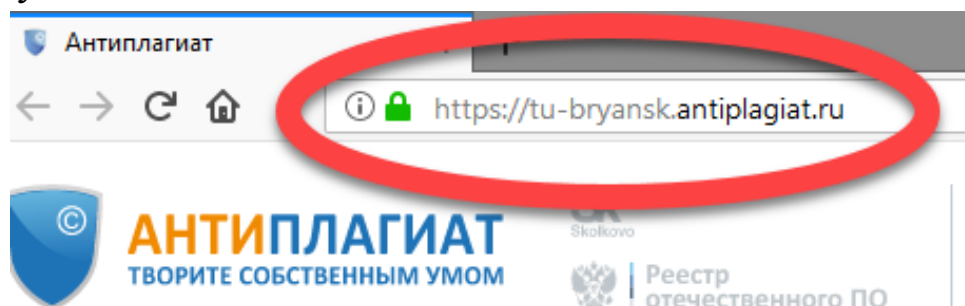 Антиплагиат
https://tu-bryansk.antiplagiat.ru
©
АНТИПЛАГИАТ
ТВОРИТЕ СОБСТВЕННЫМ УМОМ
Skolkovo
Реестр
отечественного ПО